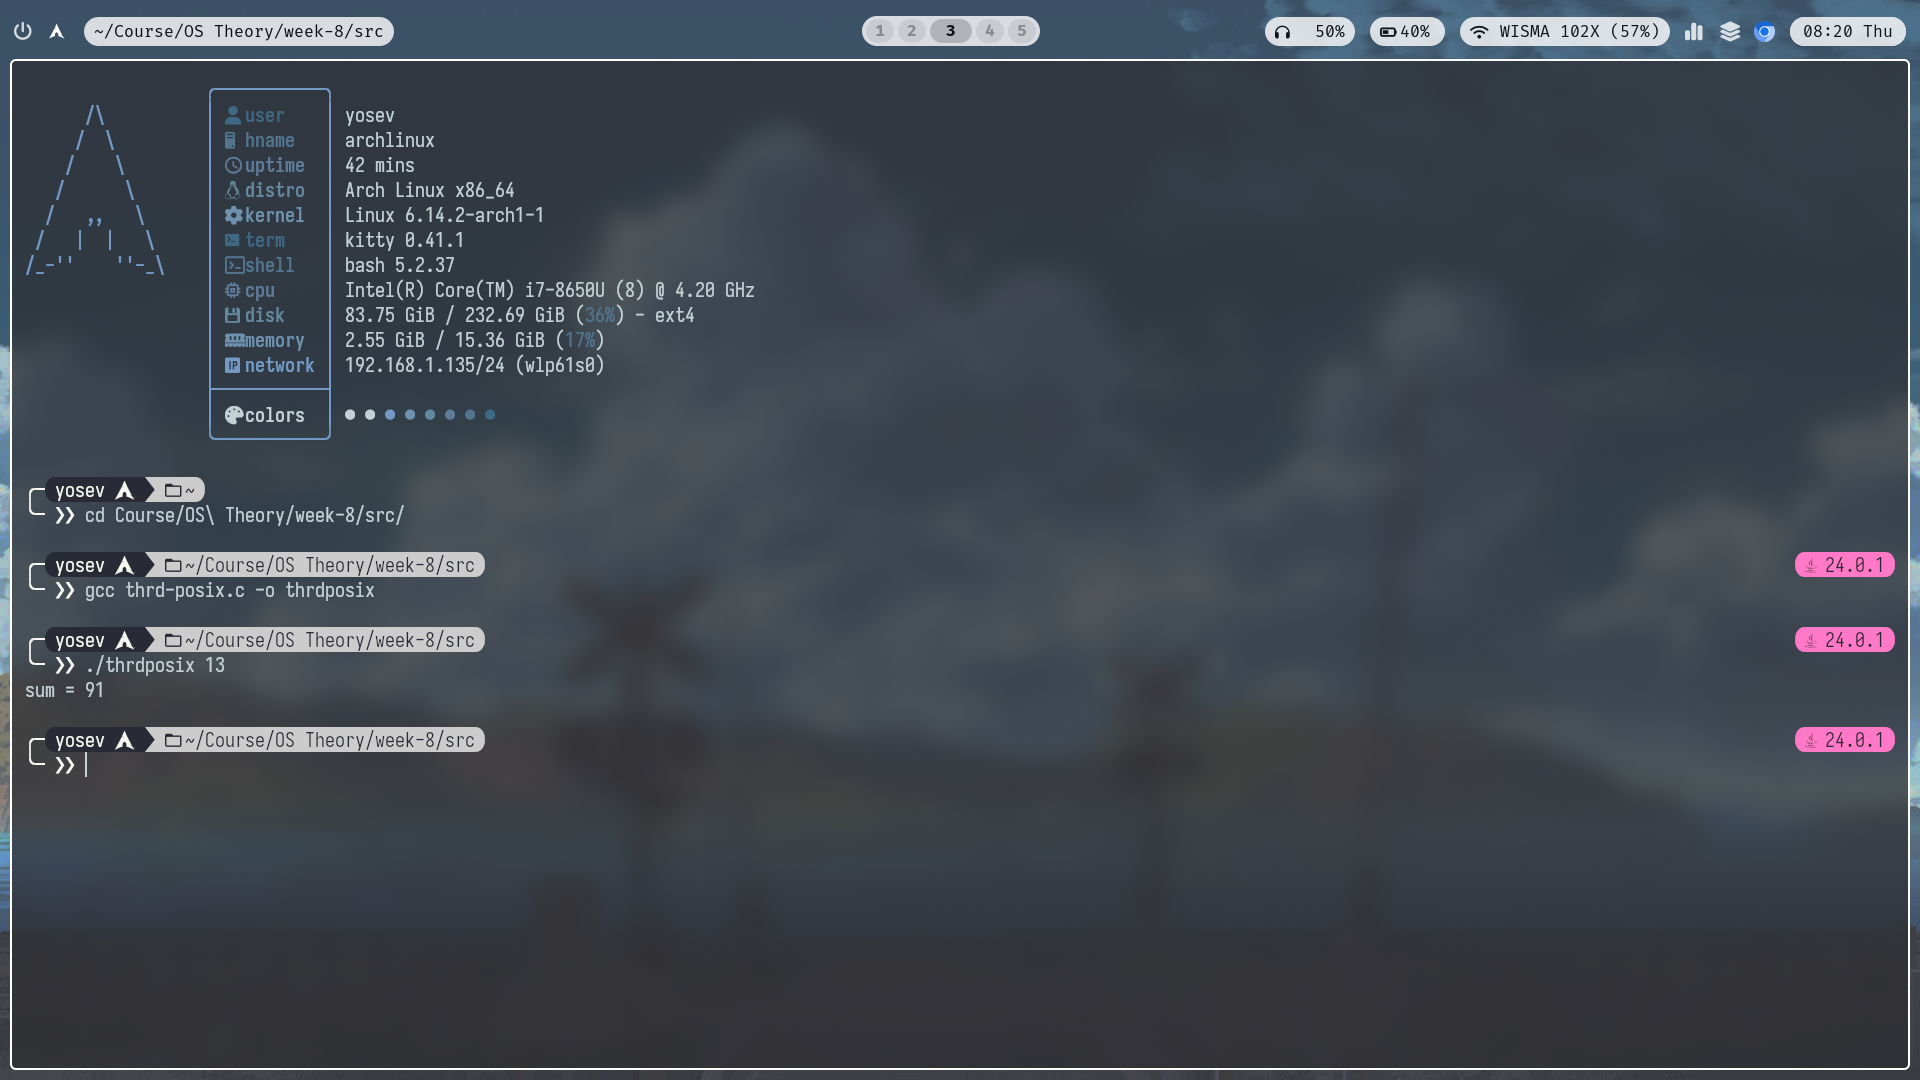 ~/Course/OS Theory/week-8/src
1 2 3 4 5
50% 40% WISMA 102X (57%) 08:20 Thu
user yosev
hname archlinux
uptime 42 mins
distro Arch Linux x86_64
kernel Linux 6.14.2-arch1-1
term kitty 0.41.1
shell bash 5.2.37
cpu Intel(R) Core(TM) i7-8650U (8) @ 4.20 GHz
disk 83.75 GiB / 232.69 GiB (36%) - ext4
memory 2.55 GiB / 15.36 GiB (17%)
network 192.168.1.135/24 (wlp61s0)
colors
yosev ~
❯❯ cd Course/OS\ Theory/week-8/src/
yosev ~/Course/OS Theory/week-8/src 24.0.1
❯❯ gcc thrd-posix.c -o thrdposix
yosev ~/Course/OS Theory/week-8/src 24.0.1
❯❯ ./thrdposix 13
sum = 91
yosev ~/Course/OS Theory/week-8/src 24.0.1
❯❯